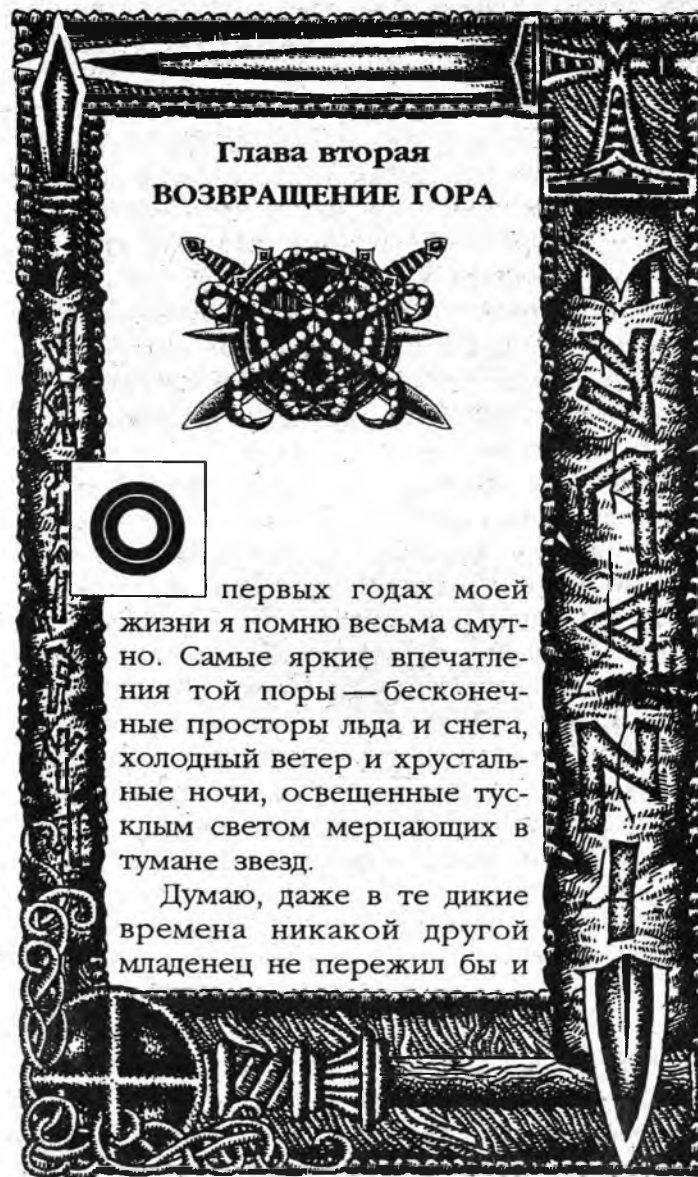 Глава вторая
ВОЗВРАЩЕНИЕ ГОРА
О первых годах моей
жизни я помню весьма смут-
но. Самые яркие впечатле-
ния той поры — бесконеч-
ные просторы льда и снега,
холодный ветер и хрусталь-
ные ночи, освещенные тус-
клым светом мерцающих в
тумане звезд.
Думаю, даже в те дикие
времена никакой другой
младенец не пережил бы и